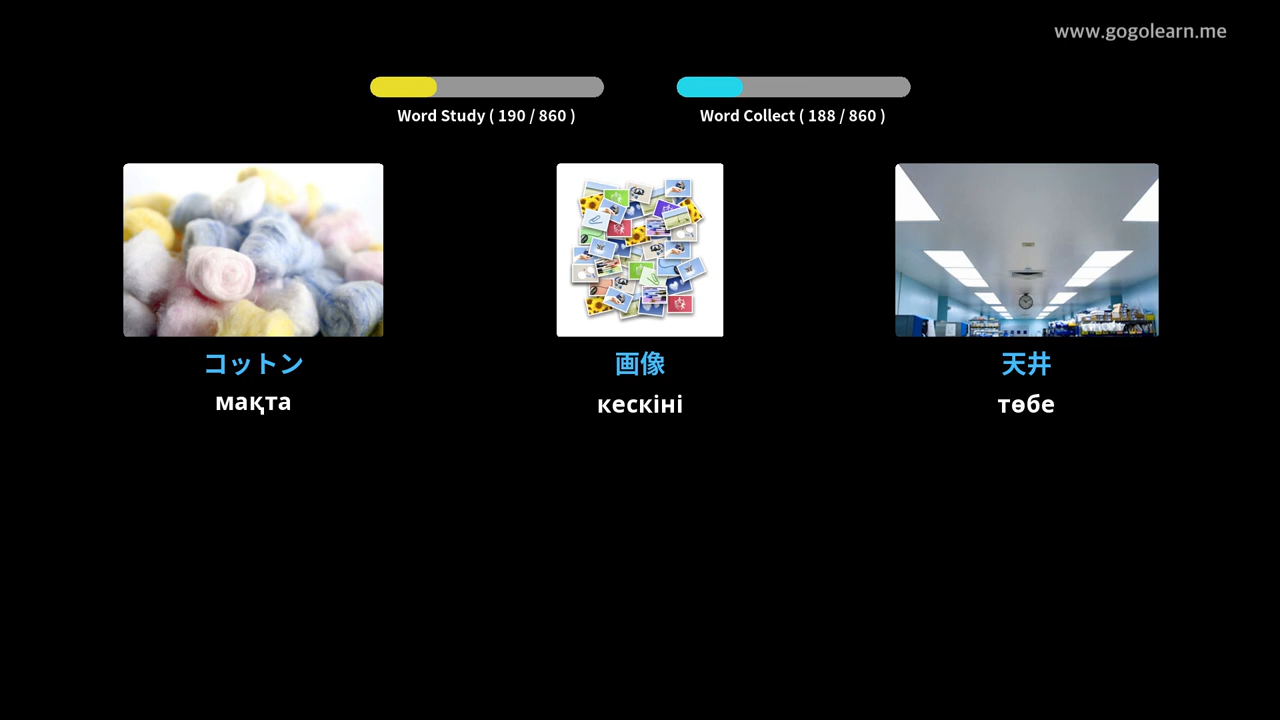 www.gogolearn.me
Word Study ( 190 / 860 )
Word Collect ( 188 / 860 )
コットン
мақта
画像
кескіні
天井
төбе